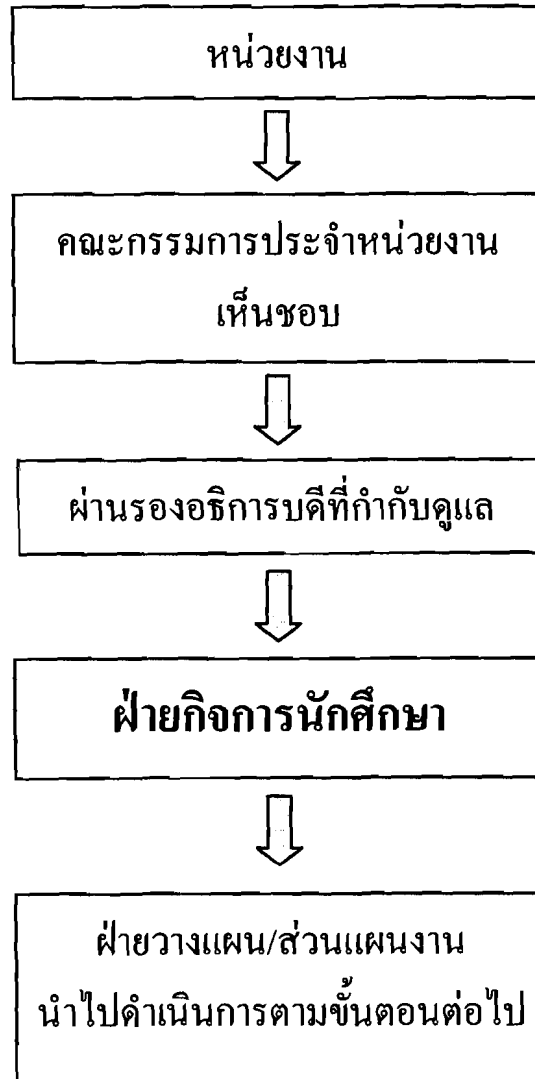 หน่วยงาน
คณะกรรมการประจำหน่วยงาน
เห็นชอบ
ผ่านรองอธิการบดีที่กำกับดูแล
ฝ่ายกิจการนักศึกษา
ฝ่ายวางแผน/ส่วนแผนงาน
นำไปดำเนินการตามขั้นตอนต่อไป